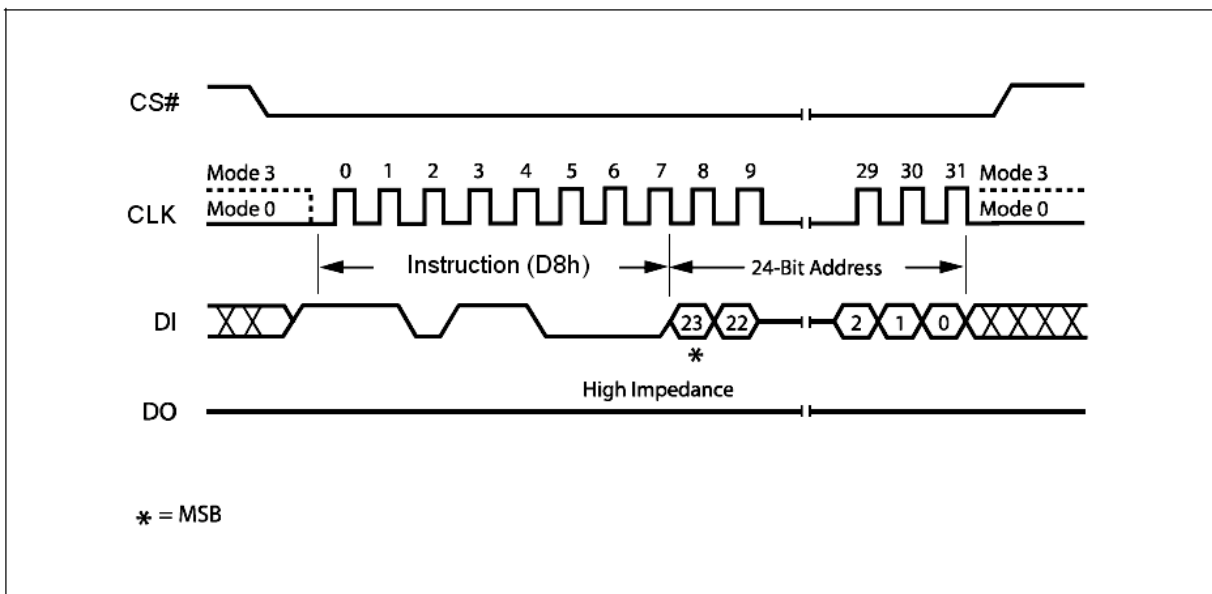 CS#
Mode 3 0 1 2 3 4 5 6 7 8 9 29 30 31 Mode 3
CLK Mode 0 Mode 0
Instruction (D8h) 24-Bit Address
DI 23 22 2 1 0
*
High Impedance
DO
* = MSB